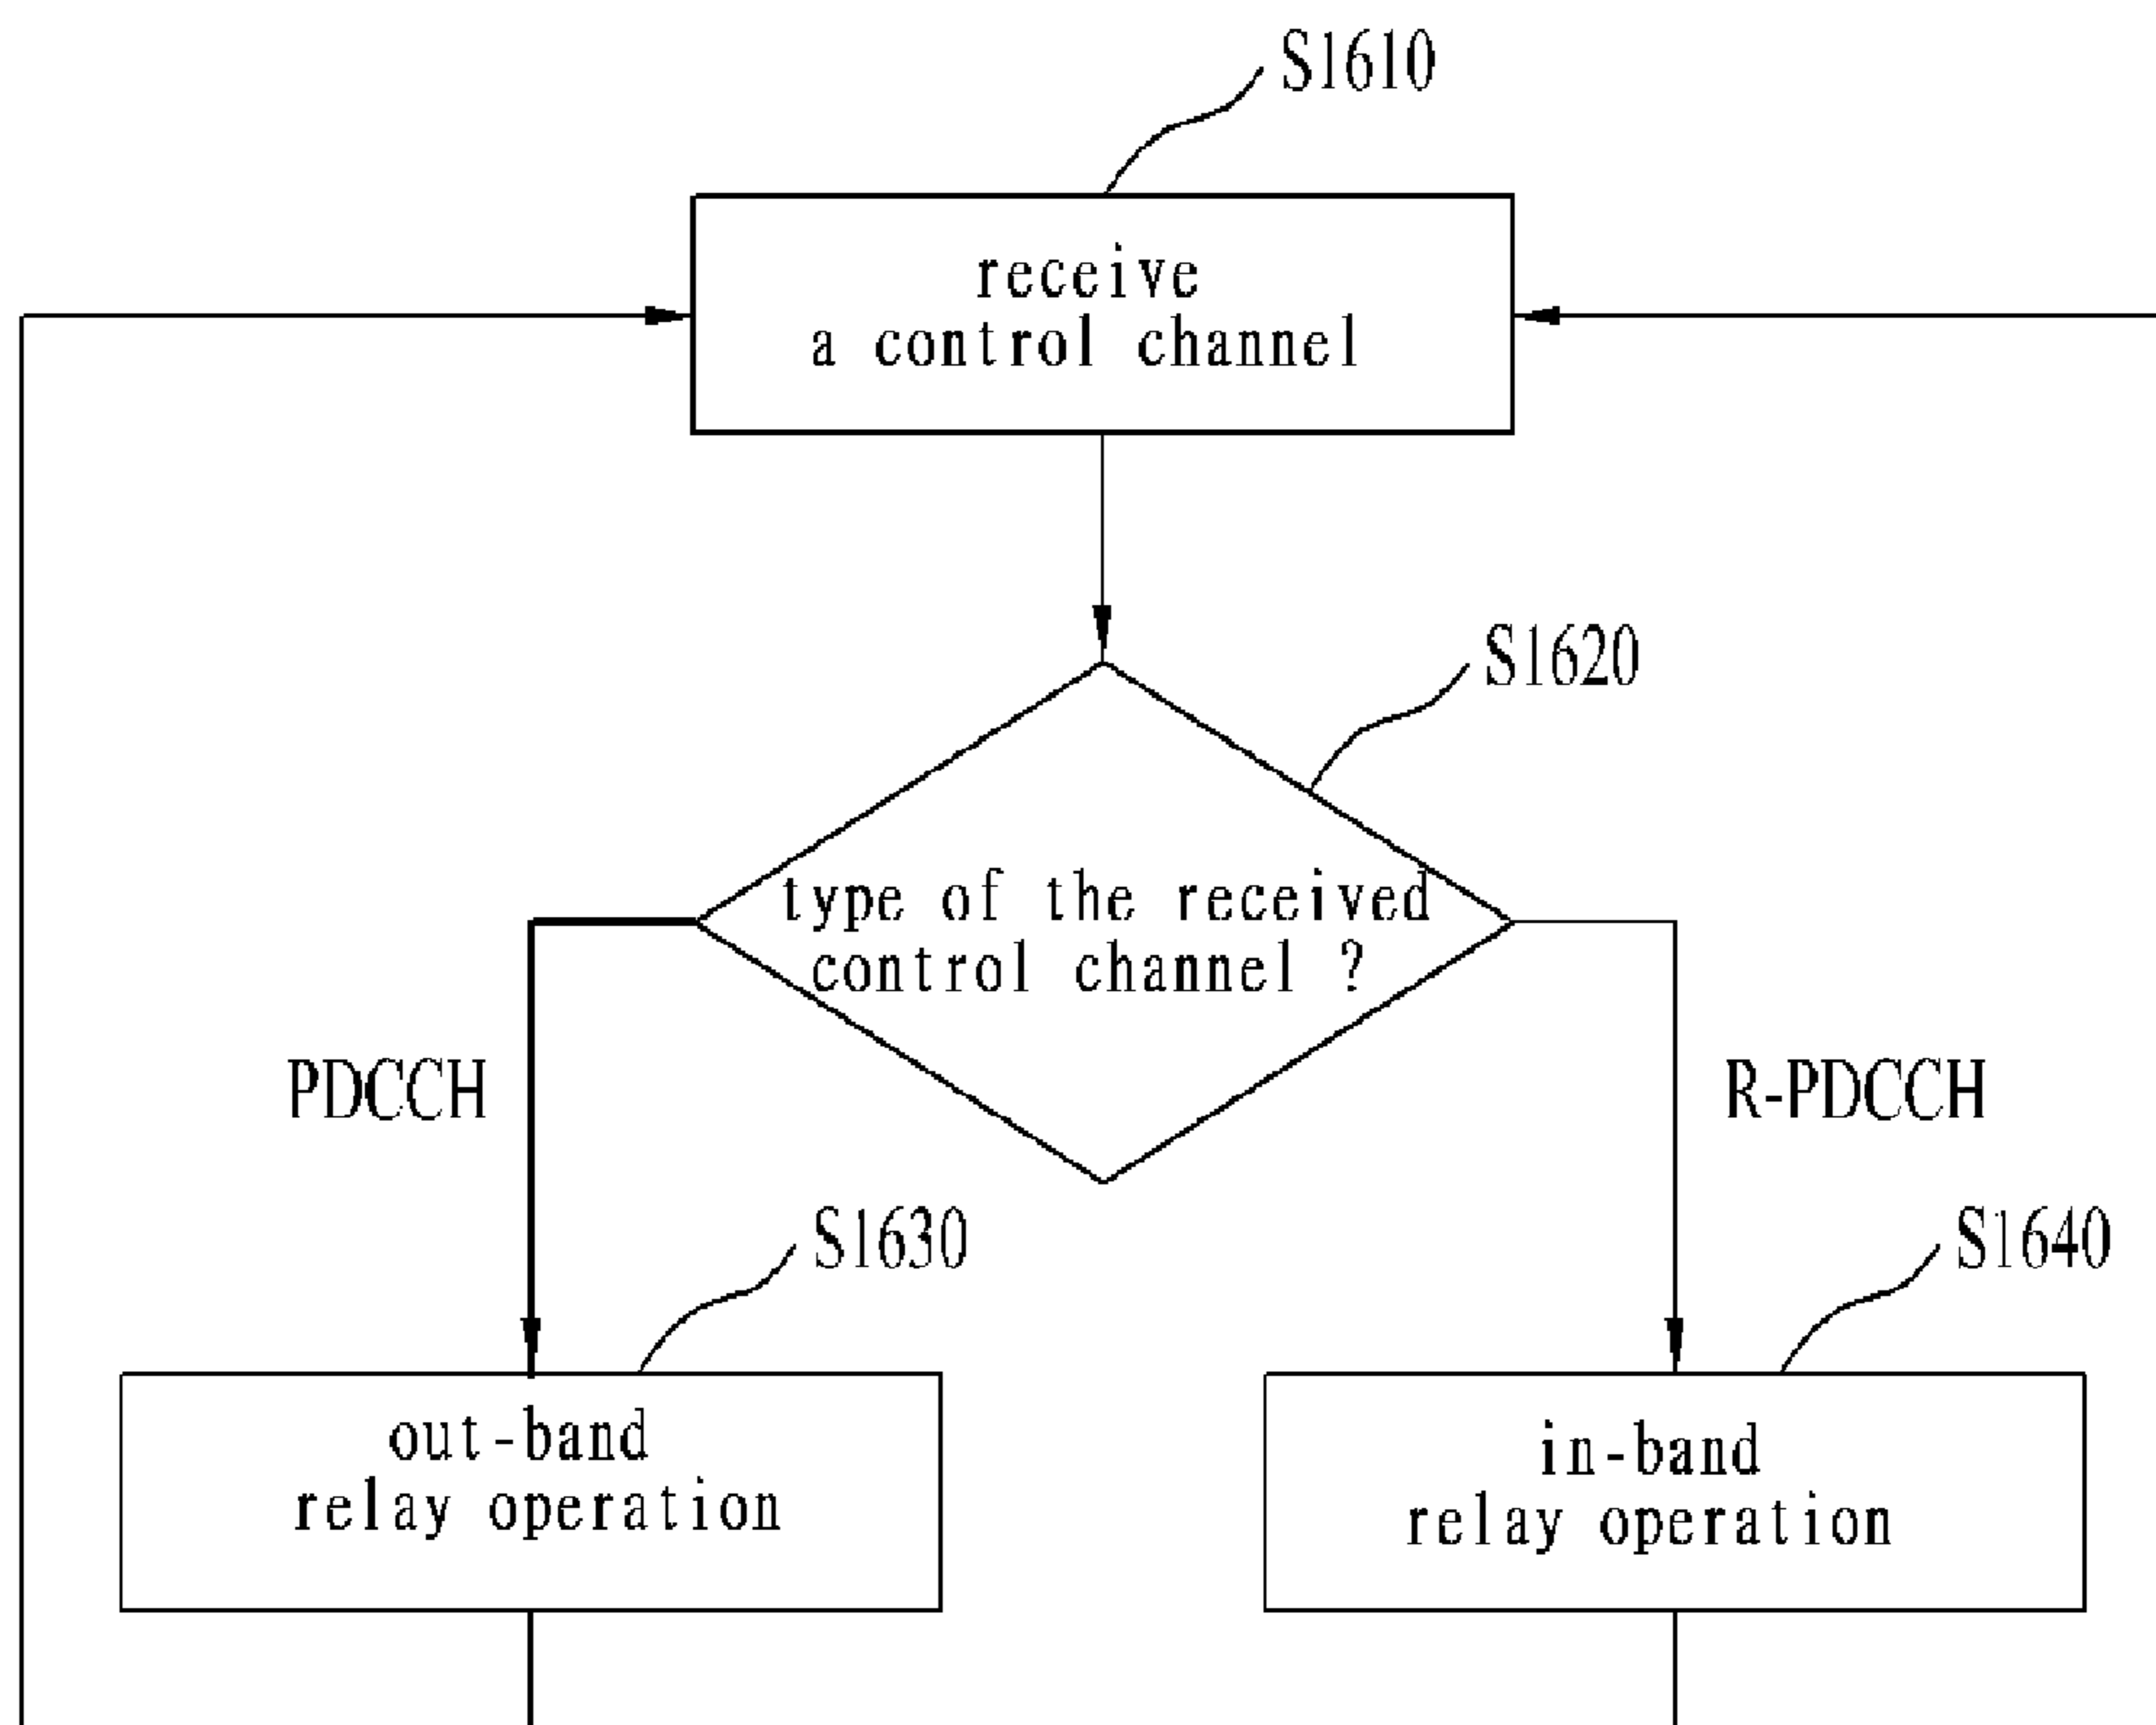 S1610
receive
a control channel
S1620
type of the received
control channel ?
PDCCH
R-PDCCH
S1630
S1640
out-band
relay operation
in-band
relay operation